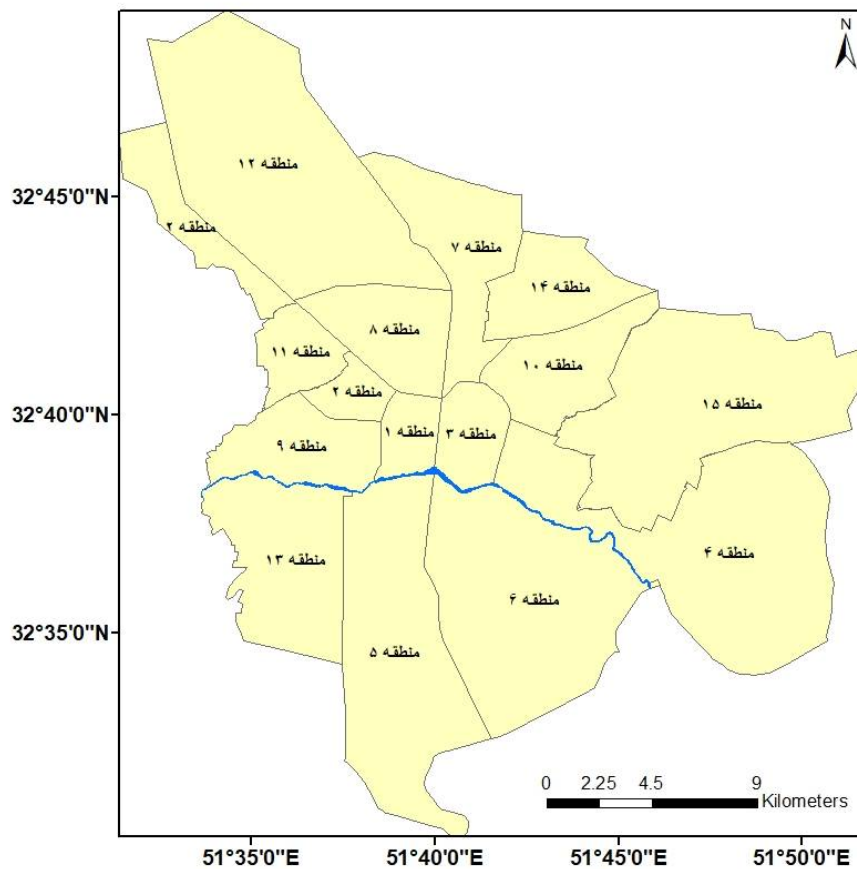 N
32°45'0"N
32°40'0"N
32°35'0"N
منطقه ۱۲
منطقه ۲
منطقه ۷
منطقه ۱۴
منطقه ۸
منطقه ۱۱
منطقه ۱۰
منطقه ۲
منطقه ۱۵
منطقه ۱
منطقه ۳
منطقه ۹
منطقه ۴
منطقه ۱۳
منطقه ۶
منطقه ۵
0 2.25 4.5 9
Kilometers
51°35'0"E 51°40'0"E 51°45'0"E 51°50'0"E